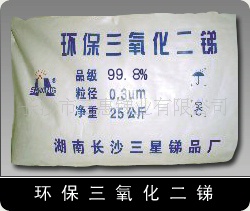 环保三氧化二锑
品级 99.8%
粒径 0.3um
净重 25公斤
湖南长沙三星锑品厂
环保三氧化二锑